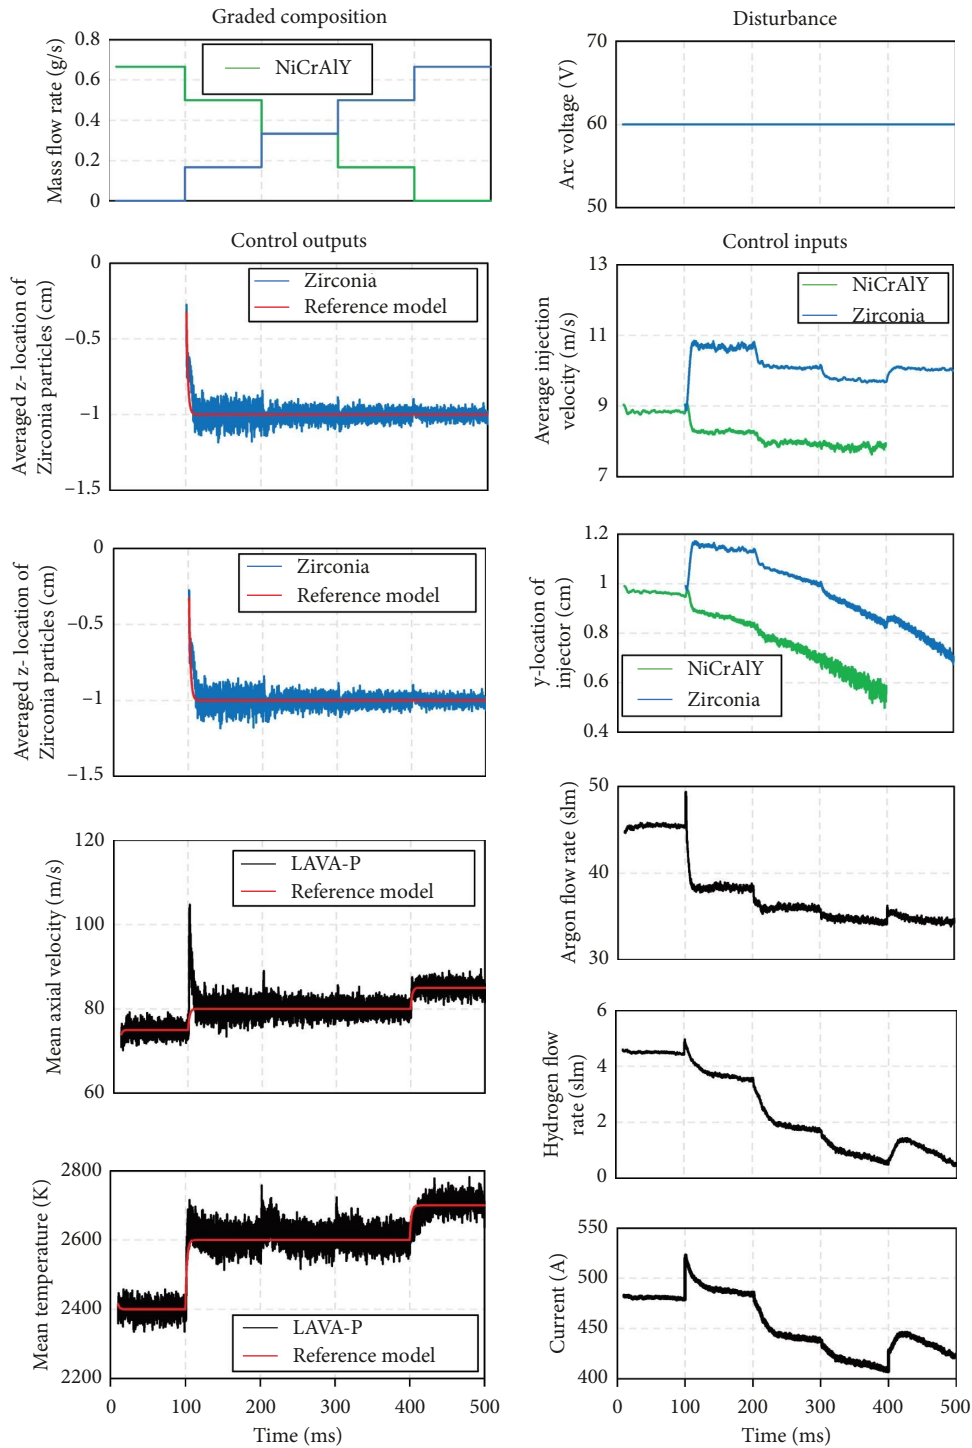 Graded composition
Mass flow rate (g/s)
0.8
0.6
0.4
0.2
0
NiCrAlY
Control outputs
Averaged z- location of
Zirconia particles (cm)
0
−0.5
−1
−1.5
Zirconia
Reference model
Averaged z- location of
Zirconia particles (cm)
0
−0.5
−1
−1.5
Zirconia
Reference model
Mean axial velocity (m/s)
120
100
80
60
LAVA-P
Reference model
Mean temperature (K)
2800
2600
2400
2200
LAVA-P
Reference model
0 100 200 300 400 500
Time (ms)
Disturbance
Arc voltage (V)
70
60
50
Control inputs
Average injection
velocity (m/s)
13
11
9
7
NiCrAlY
Zirconia
y-location of
injector (cm)
1.2
1
0.8
0.6
0.4
NiCrAlY
Zirconia
Argon flow rate (slm)
50
40
30
Hydrogen flow
rate (slm)
6
4
2
0
Current (A)
550
500
450
400
0 100 200 300 400 500
Time (ms)